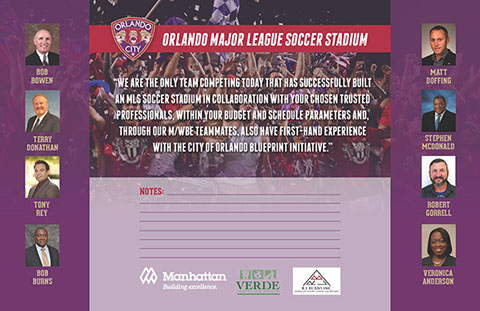 BOB
BOWEN
TERRY
DONATHAN
TONY
REY
BOB
BURNS
ORLANDO
CITY
ORLANDO MAJOR LEAGUE SOCCER STADIUM
"WE ARE THE ONLY TEAM COMPETING TODAY THAT HAS SUCCESSFULLY BUILT
AN MLS SOCCER STADIUM IN COLLABORATION WITH YOUR CHOSEN TRUSTED
PROFESSIONALS, WITHIN YOUR BUDGET AND SCHEDULE PARAMETERS AND,
THROUGH OUR M/WBE TEAMMATES, ALSO HAVE FIRST-HAND EXPERIENCE
WITH THE CITY OF ORLANDO BLUEPRINT INITIATIVE."
NOTES:
Manhattan
Building excellence.
VERDE
R.E. BURNS INC.
MATT
DOFFING
STEPHEN
MCDONALD
ROBERT
GORRELL
VERONICA
ANDERSON